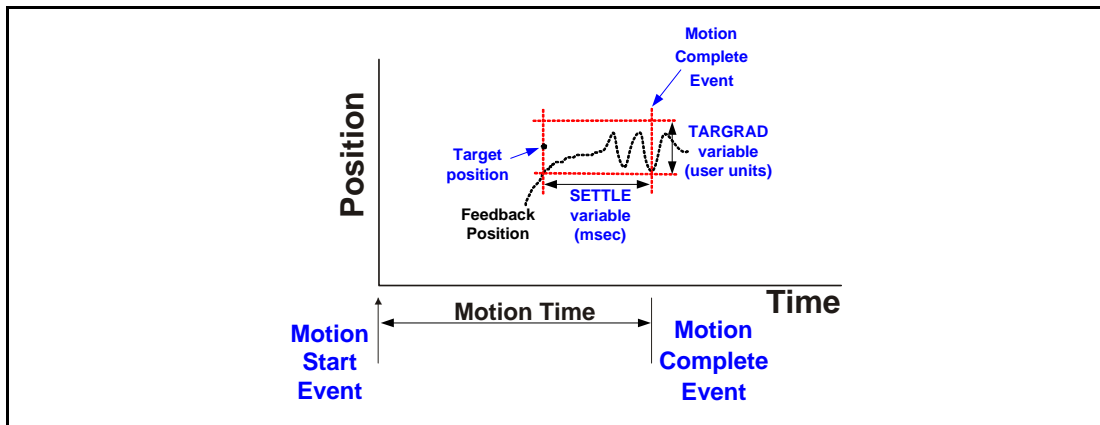 Motion
Complete
Event
TARGRAD
variable
(user units)
Target
position
SETTLE
variable
(msec)
Feedback
Position
Position
Time
Motion Time
Motion
Start
Event
Motion
Complete
Event